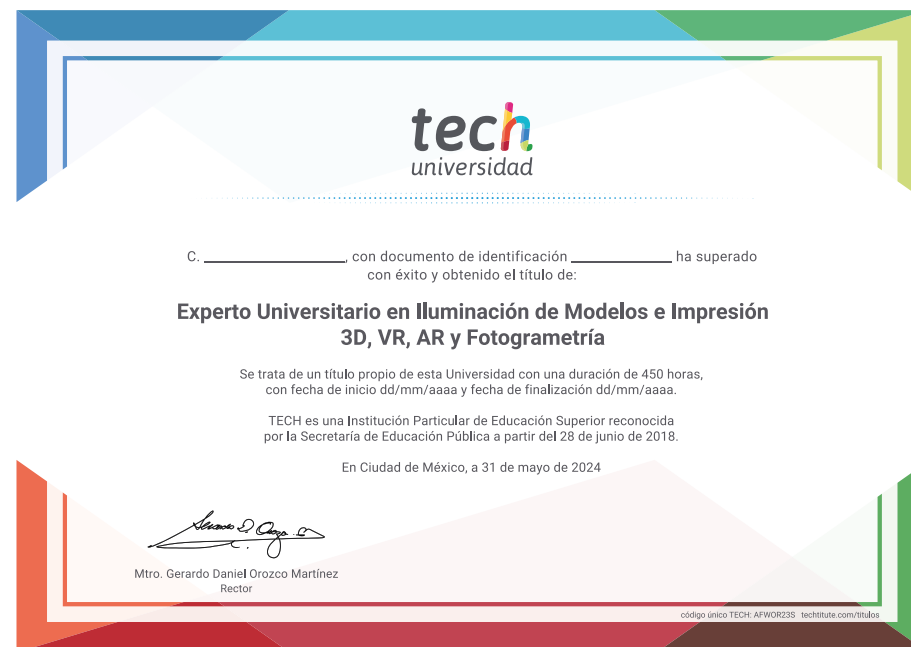 tech
universidad
C. ____________, con documento de identificación ____________ ha superado
con éxito y obtenido el título de:
Experto Universitario en Iluminación de Modelos e Impresión
3D, VR, AR y Fotogrametría
Se trata de un título propio de esta Universidad con una duración de 450 horas,
con fecha de inicio dd/mm/aaaa y fecha de finalización dd/mm/aaaa.
TECH es una Institución Particular de Educación Superior reconocida
por la Secretaría de Educación Pública a partir del 28 de junio de 2018.
En Ciudad de México, a 31 de mayo de 2024
Mtro. Gerardo Daniel Orozco Martínez
Rector
código único TECH: AFWOR23S techtitute.com/titulos